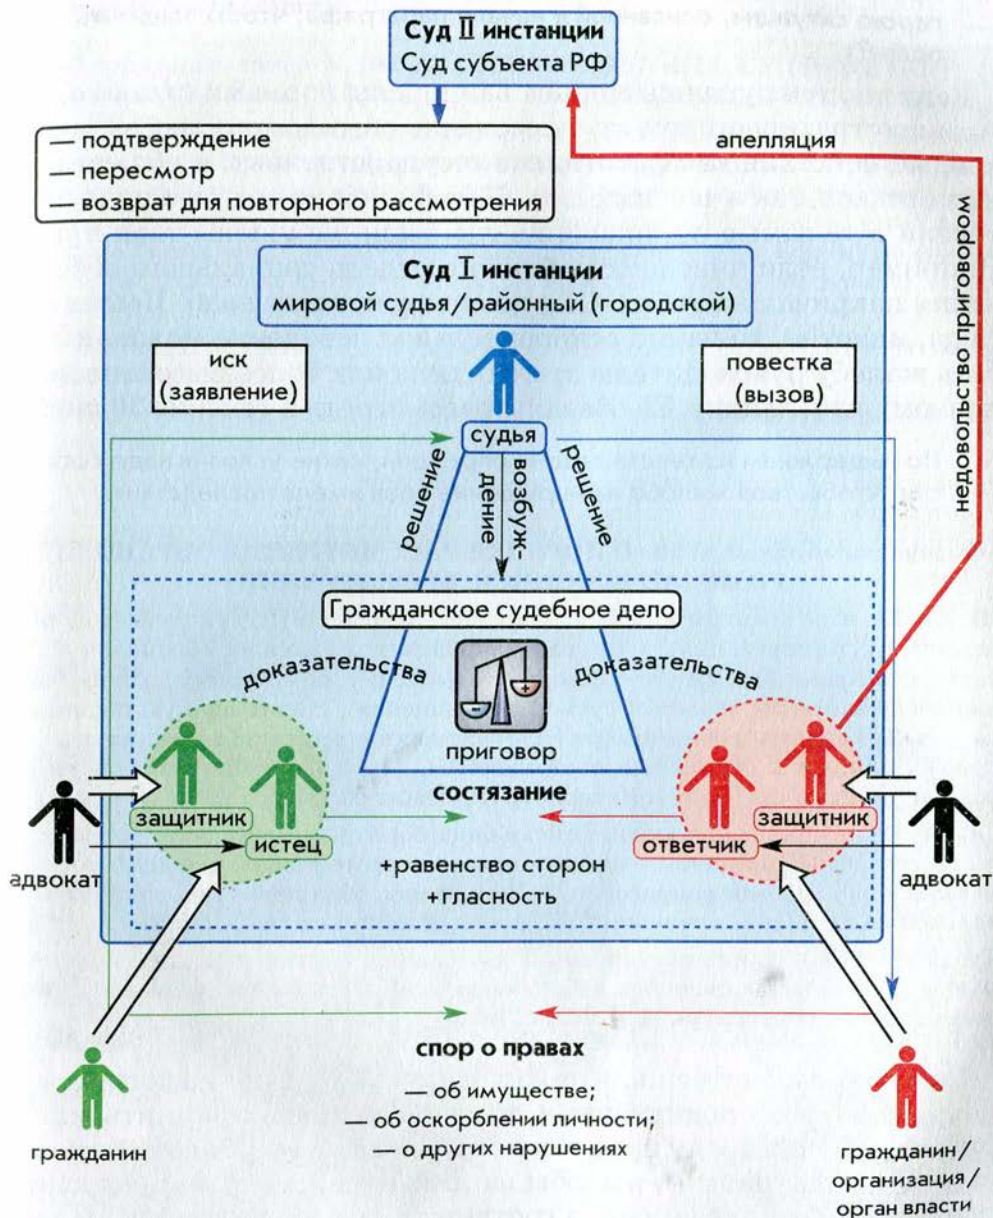 Суд II инстанции
Суд субъекта РФ
— подтверждение
— пересмотр
— возврат для повторного рассмотрения
апелляция
недовольство приговором
Суд I инстанции
мировой судья/районный (городской)
иск
(заявление)
повестка
(вызов)
судья
решение
возбуж-
дение
решение
Гражданское судебное дело
доказательства
доказательства
приговор
состязание
защитник
истец
защитник
ответчик
адвокат
адвокат
+равенство сторон
+гласность
спор о правах
— об имуществе;
— об оскорблении личности;
— о других нарушениях
гражданин
гражданин/
организация/
орган власти